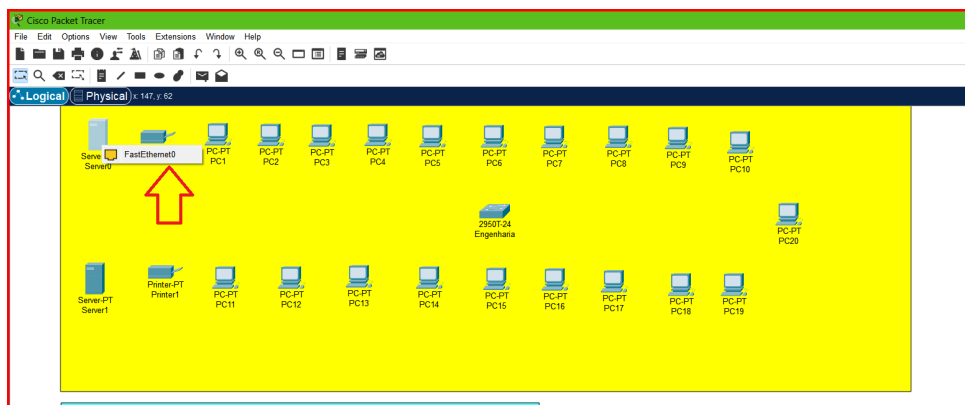 Cisco Packet Tracer
File Edit Options View Tools Extensions Window Help
Logical Physical x: 147, y: 62
FastEthernet0
Server0
PC-PT
PC1
PC-PT
PC2
PC-PT
PC3
PC-PT
PC4
PC-PT
PC5
PC-PT
PC6
PC-PT
PC7
PC-PT
PC8
PC-PT
PC9
PC-PT
PC10
2950T-24
Engenharia
PC-PT
PC20
Server-PT
Server1
Printer-PT
Printer1
PC-PT
PC11
PC-PT
PC12
PC-PT
PC13
PC-PT
PC14
PC-PT
PC15
PC-PT
PC16
PC-PT
PC17
PC-PT
PC18
PC-PT
PC19